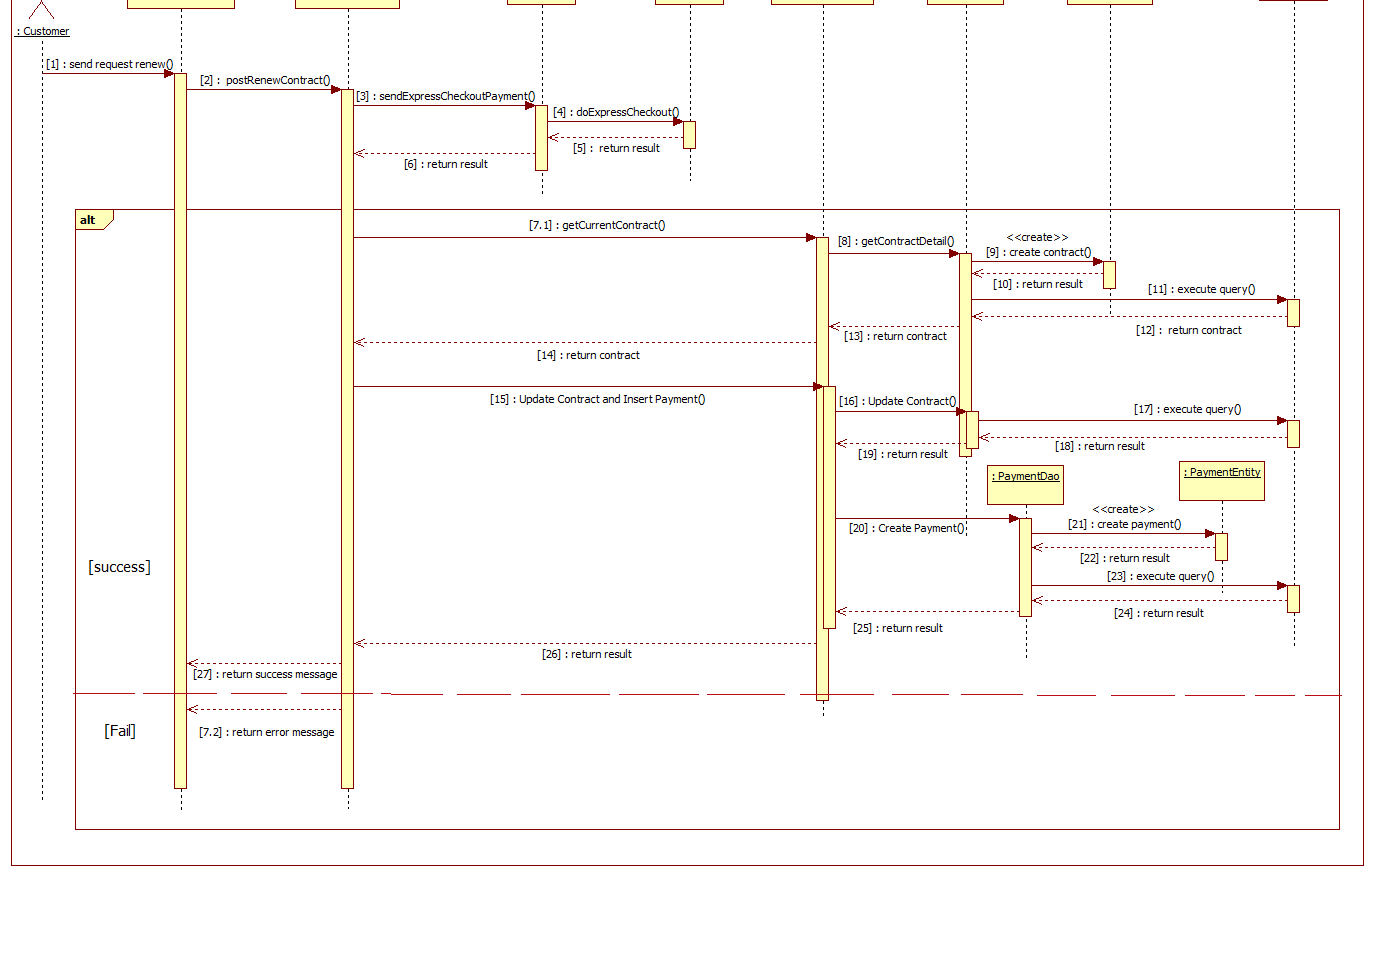 : Customer
[1] : send request renew()
[2] :  postRenewContract()
[3] : sendExpressCheckoutPayment()
[4] : doExpressCheckout()
[5] :  return result
[6] : return result
alt
[7.1] : getCurrentContract()
[8] : getContractDetail()
<<create>>
[9] : create contract()
[10] : return result
[11] : execute query()
[12] :  return contract
[13] : return contract
[14] : return contract
[15] : Update Contract and Insert Payment()
[16] : Update Contract()
[17] : execute query()
[18] : return result
[19] : return result
: PaymentDao
: PaymentEntity
[20] : Create Payment()
<<create>>
[21] : create payment()
[22] : return result
[success]
[23] : execute query()
[24] : return result
[25] : return result
[26] : return result
[27] : return success message
[Fail]
[7.2] : return error message